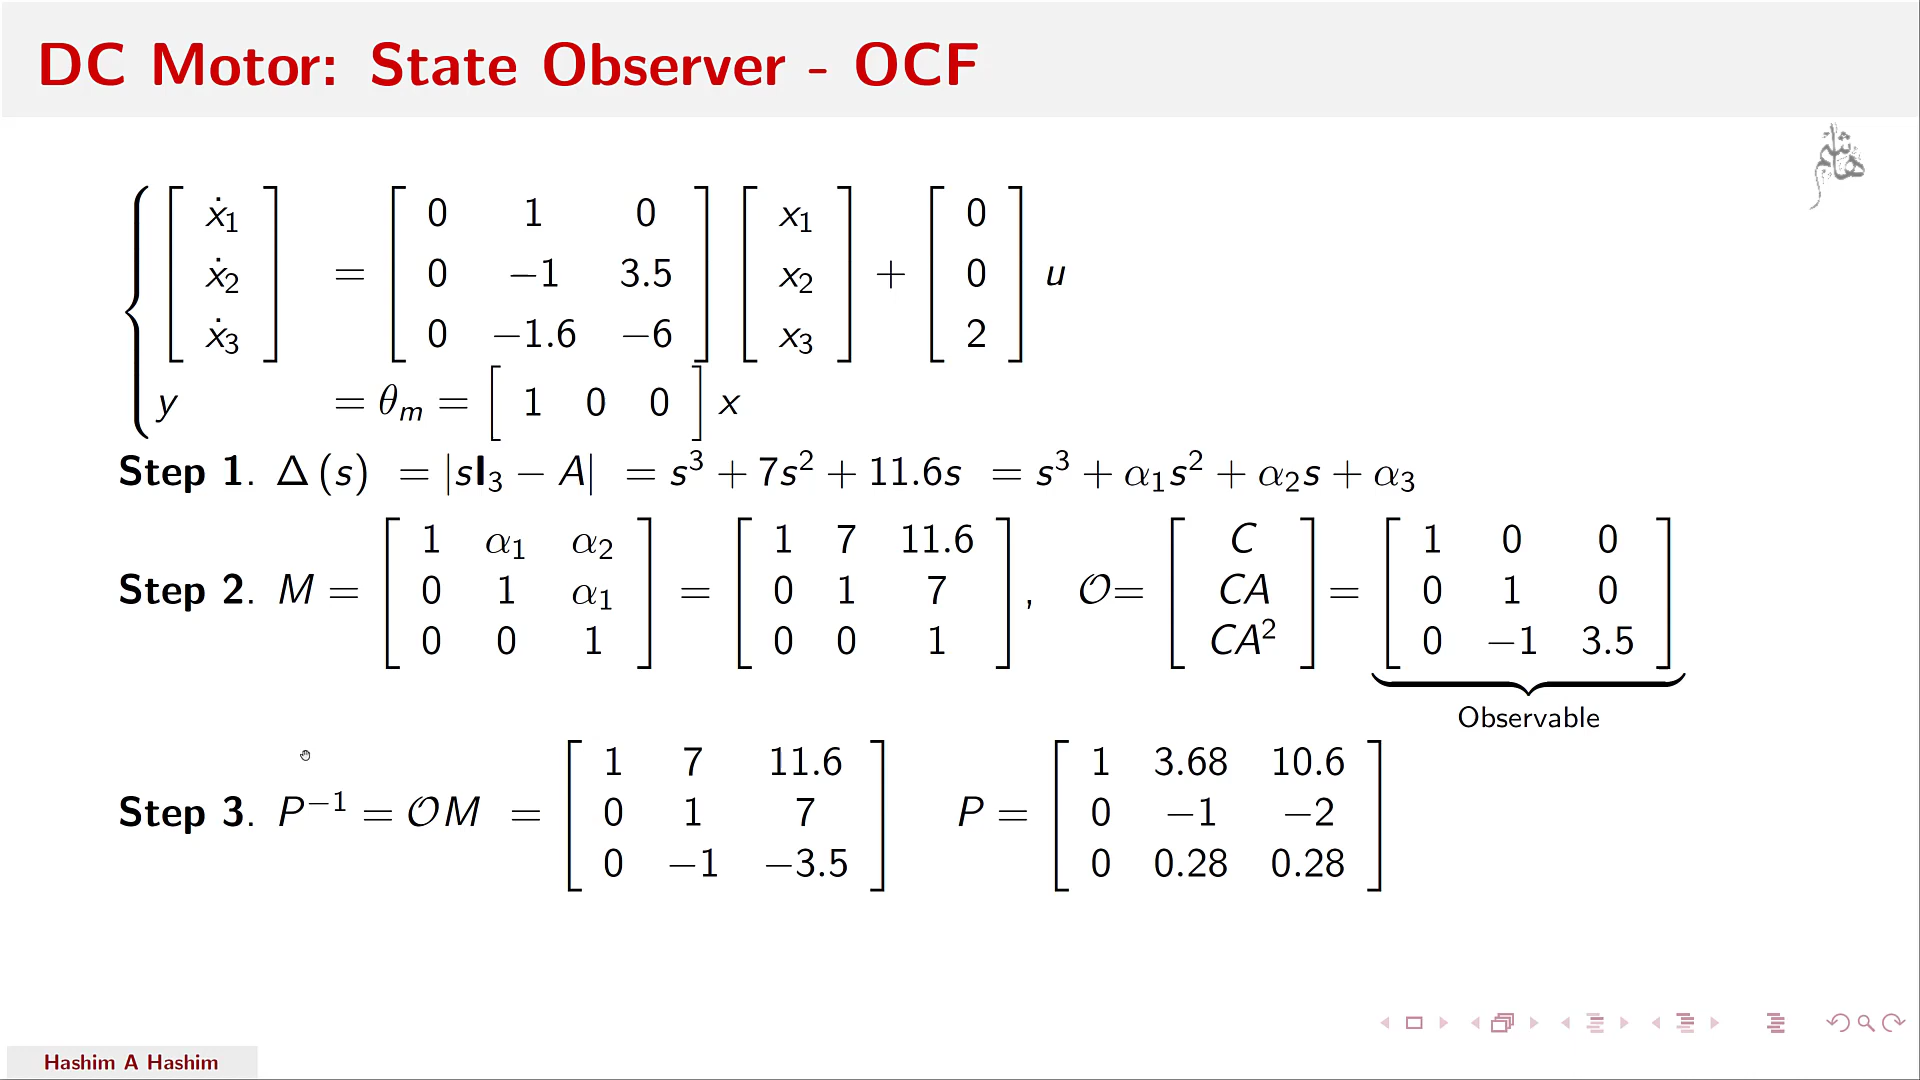 DC Motor: State Observer - OCF
هاشم
{ [ ẋ₁ ; ẋ₂ ; ẋ₃ ] = [ 0 1 0 ; 0 −1 3.5 ; 0 −1.6 −6 ] [ x₁ ; x₂ ; x₃ ] + [ 0 ; 0 ; 2 ] u
y = θₘ = [ 1 0 0 ] x
Step 1. Δ (s) = |sI₃ − A| = s³ + 7s² + 11.6s = s³ + α₁s² + α₂s + α₃
Step 2. M = [ 1 α₁ α₂ ; 0 1 α₁ ; 0 0 1 ] = [ 1 7 11.6 ; 0 1 7 ; 0 0 1 ], 𝒪= [ C ; CA ; CA² ] = [ 1 0 0 ; 0 1 0 ; 0 −1 3.5 ]
Observable
Step 3. P⁻¹ = 𝒪M = [ 1 7 11.6 ; 0 1 7 ; 0 −1 −3.5 ] P = [ 1 3.68 10.6 ; 0 −1 −2 ; 0 0.28 0.28 ]
Hashim A Hashim